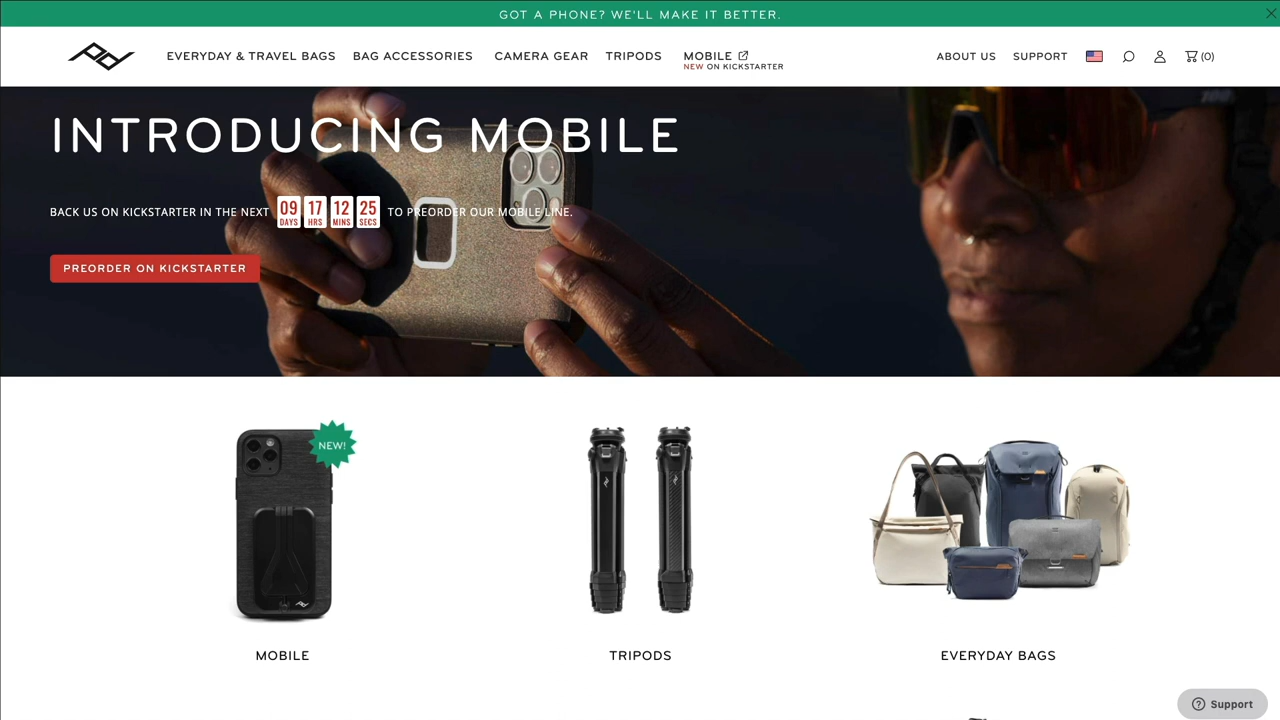 GOT A PHONE? WE'LL MAKE IT BETTER.
EVERYDAY & TRAVEL BAGS BAG ACCESSORIES CAMERA GEAR TRIPODS MOBILE
NEW ON KICKSTARTER
ABOUT US SUPPORT (0)
INTRODUCING MOBILE
BACK US ON KICKSTARTER IN THE NEXT 09 DAYS 17 HRS 12 MINS 25 SECS TO PREORDER OUR MOBILE LINE.
PREORDER ON KICKSTARTER
NEW!
MOBILE
TRIPODS
EVERYDAY BAGS
Support